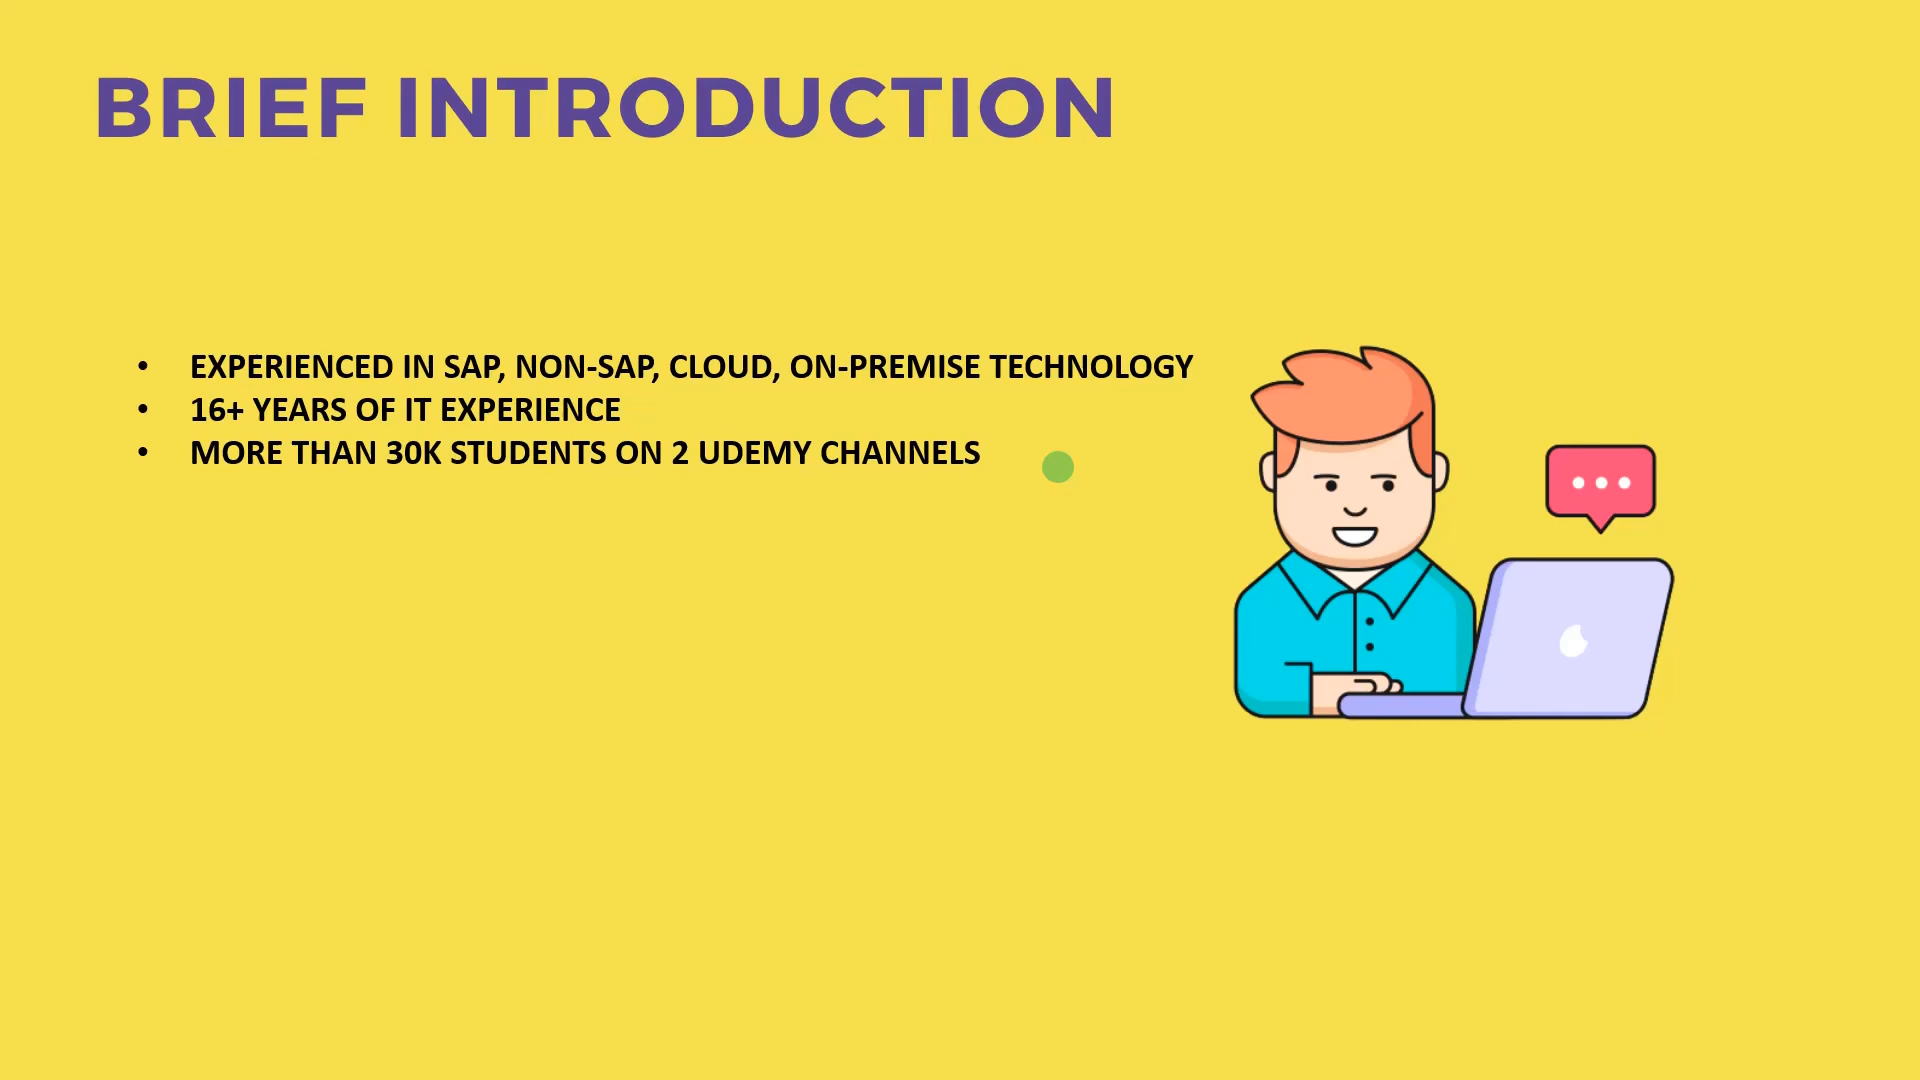 BRIEF INTRODUCTION
• EXPERIENCED IN SAP, NON-SAP, CLOUD, ON-PREMISE TECHNOLOGY
• 16+ YEARS OF IT EXPERIENCE
• MORE THAN 30K STUDENTS ON 2 UDEMY CHANNELS